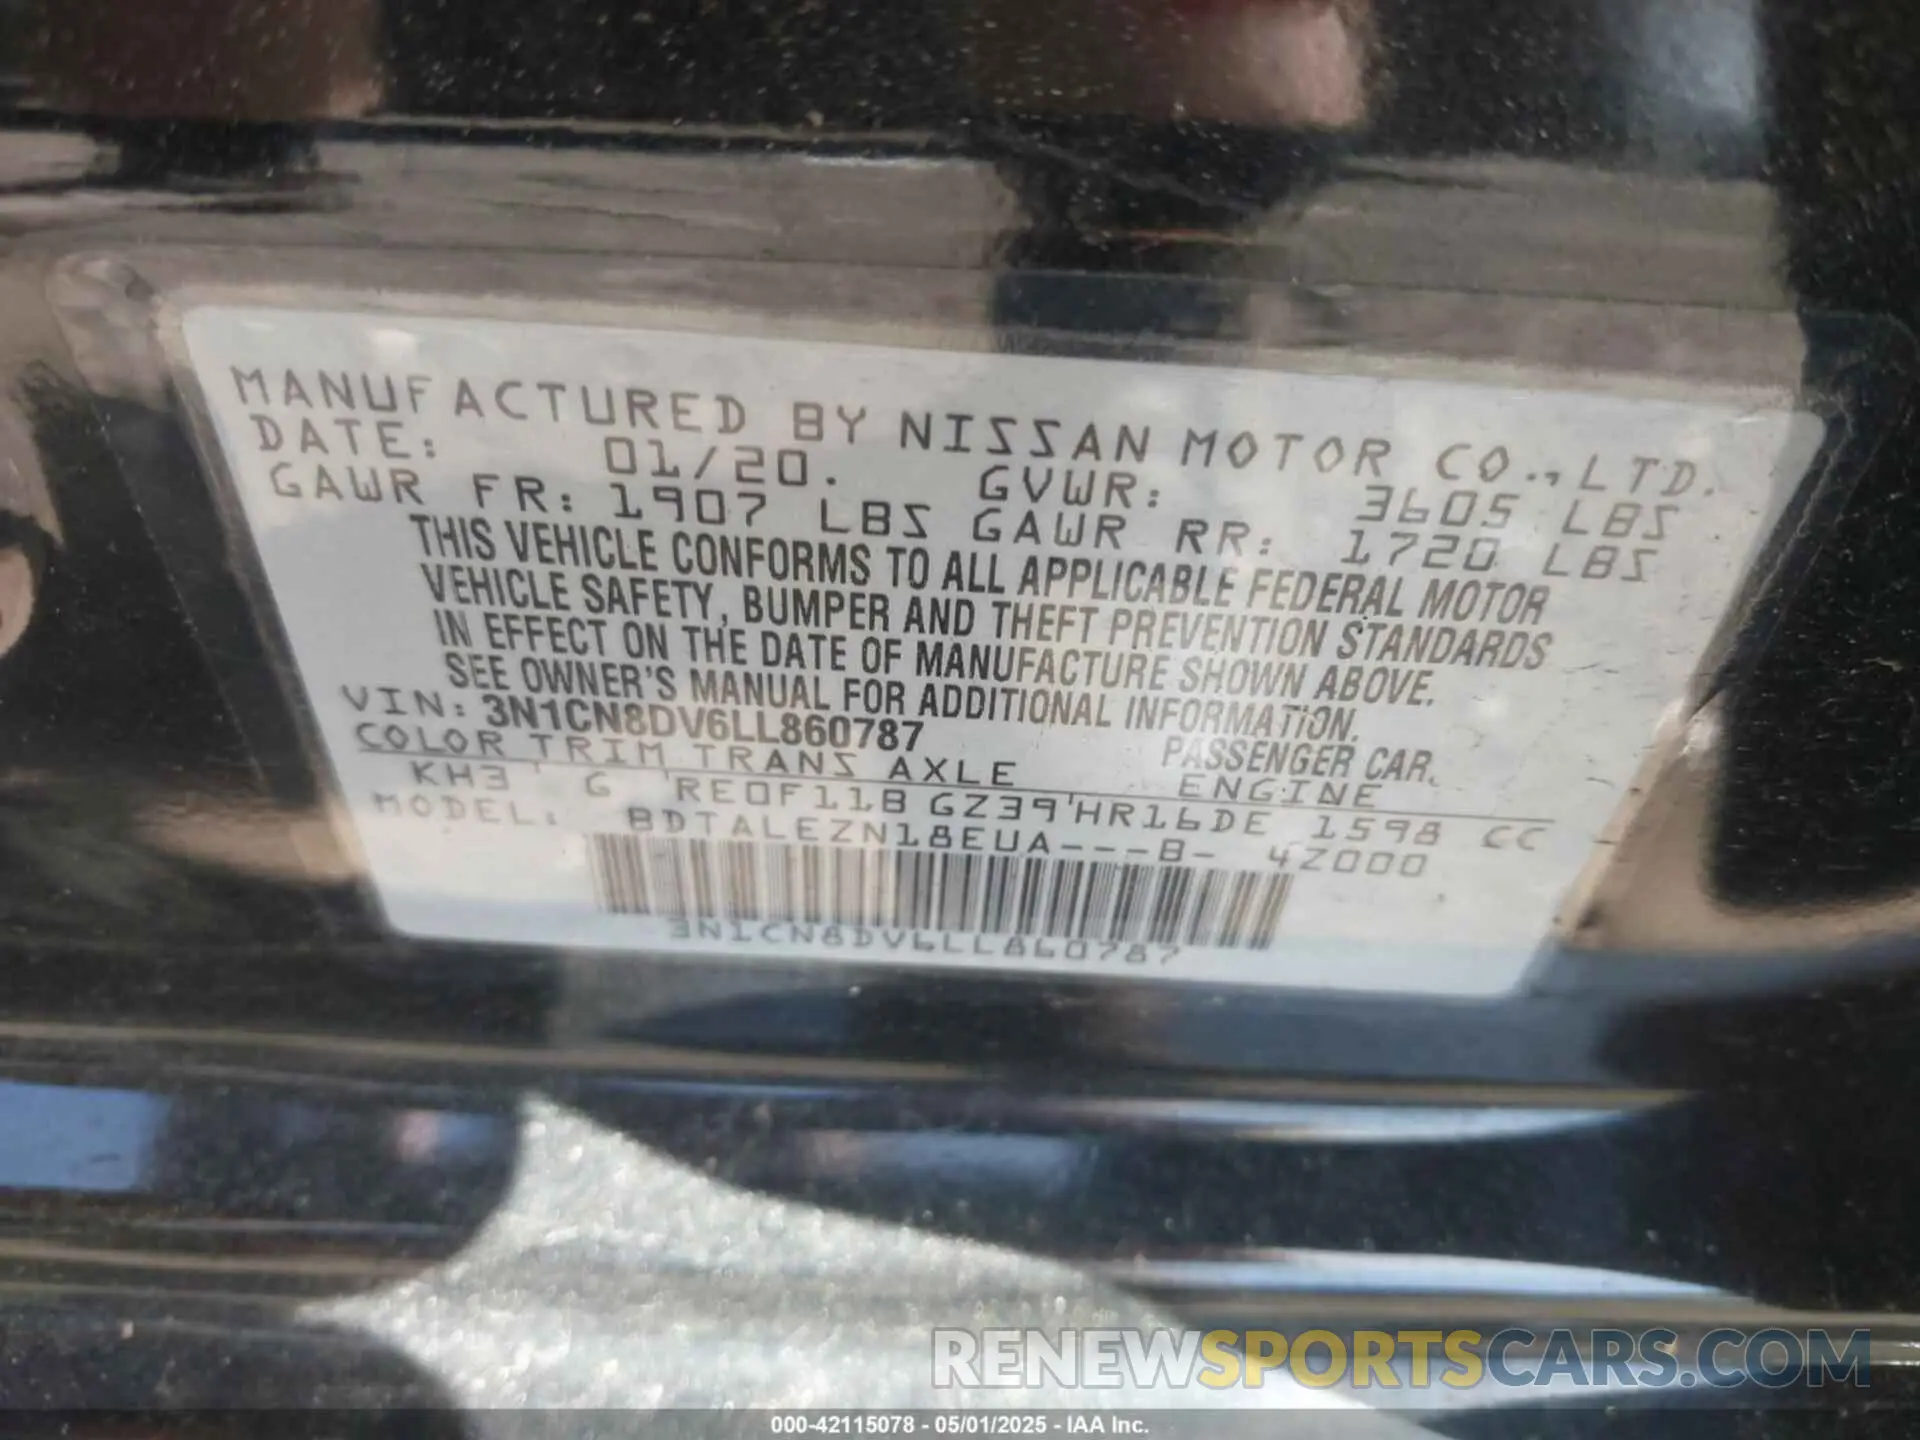 MANUFACTURED BY NISSAN MOTOR CO., LTD.
DATE: 01/20. GVWR: 3605 LBS
GAWR FR: 1907 LBS GAWR RR: 1720 LBS
THIS VEHICLE CONFORMS TO ALL APPLICABLE FEDERAL MOTOR
VEHICLE SAFETY, BUMPER AND THEFT PREVENTION STANDARDS
IN EFFECT ON THE DATE OF MANUFACTURE SHOWN ABOVE.
SEE OWNER'S MANUAL FOR ADDITIONAL INFORMATION.
VIN: 3N1CN8DV6LL860787 PASSENGER CAR.
COLOR TRIM TRANS AXLE ENGINE
KH3 ' G 'RE0F11B GZ39'HR16DE 1598 CC
MODEL: BDTALEZN18EUA---B- 4Z000
3N1CN8DV6LL860787
RENEWSPORTSCARS.COM
000-42115078 - 05/01/2025 - IAA Inc.